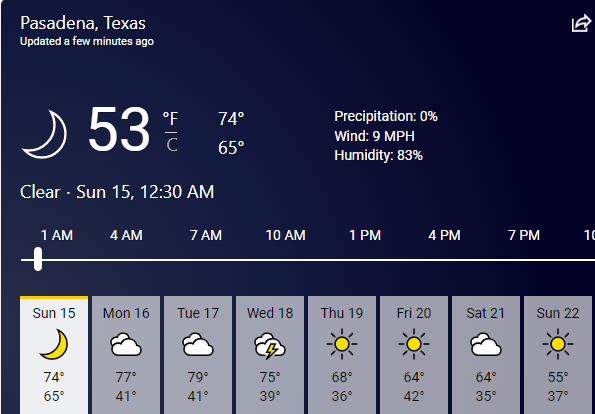 Pasadena, Texas
Updated a few minutes ago
53 °F 74° Precipitation: 0%
C 65° Wind: 9 MPH
Humidity: 83%
Clear · Sun 15, 12:30 AM
1 AM 4 AM 7 AM 10 AM 1 PM 4 PM 7 PM 10
Sun 15 Mon 16 Tue 17 Wed 18 Thu 19 Fri 20 Sat 21 Sun 22
74° 77° 79° 75° 68° 64° 64° 55°
65° 41° 41° 39° 36° 42° 35° 37°